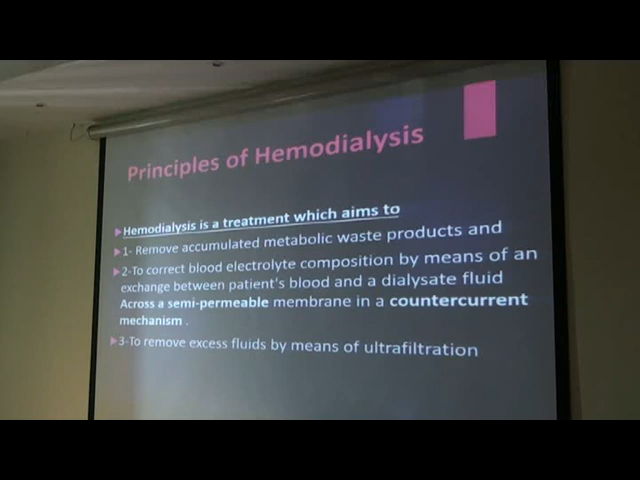 Principles of Hemodialysis
Hemodialysis is a treatment which aims to
1- Remove accumulated metabolic waste products and
2-To correct blood electrolyte composition by means of an
exchange between patient's blood and a dialysate fluid
Across a semi-permeable membrane in a countercurrent
mechanism .
3-To remove excess fluids by means of ultrafiltration